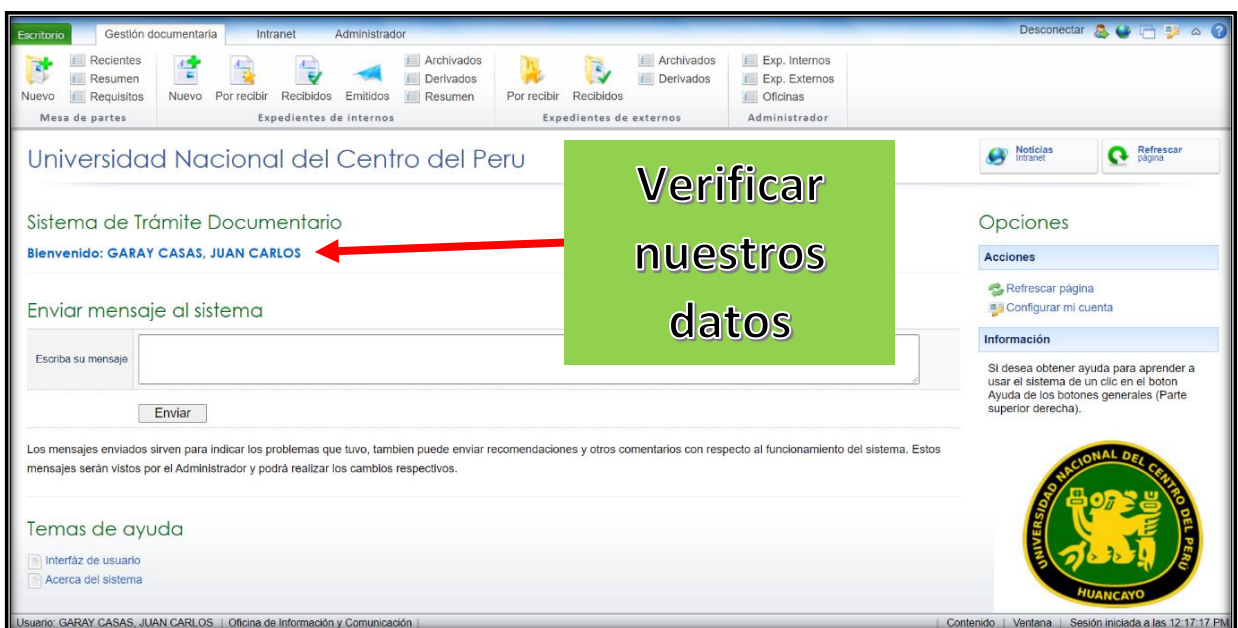 Escritorio Gestión documentaria Intranet Administrador Desconectar
Nuevo
Recientes
Resumen
Requisitos
Mesa de partes
Nuevo Por recibir Recibidos Emitidos
Archivados
Derivados
Resumen
Expedientes de internos
Por recibir Recibidos
Archivados
Derivados
Expedientes de externos
Exp. Internos
Exp. Externos
Oficinas
Administrador
Universidad Nacional del Centro del Peru
Noticias
Intranet
Refrescar
página
Verificar
nuestros
datos
Sistema de Trámite Documentario
Bienvenido: GARAY CASAS, JUAN CARLOS
Enviar mensaje al sistema
Escriba su mensaje
Enviar
Los mensajes enviados sirven para indicar los problemas que tuvo, tambien puede enviar recomendaciones y otros comentarios con respecto al funcionamiento del sistema. Estos
mensajes serán vistos por el Administrador y podrá realizar los cambios respectivos.
Temas de ayuda
Interfáz de usuario
Acerca del sistema
Opciones
Acciones
Refrescar página
Configurar mi cuenta
Información
Si desea obtener ayuda para aprender a
usar el sistema de un clic en el boton
Ayuda de los botones generales (Parte
superior derecha).
UNIVERSIDAD NACIONAL DEL CENTRO DEL PERU
HUANCAYO
Usuario: GARAY CASAS, JUAN CARLOS | Oficina de Información y Comunicación | | Contenido | Ventana | Sesión iniciada a las 12:17:17 PM